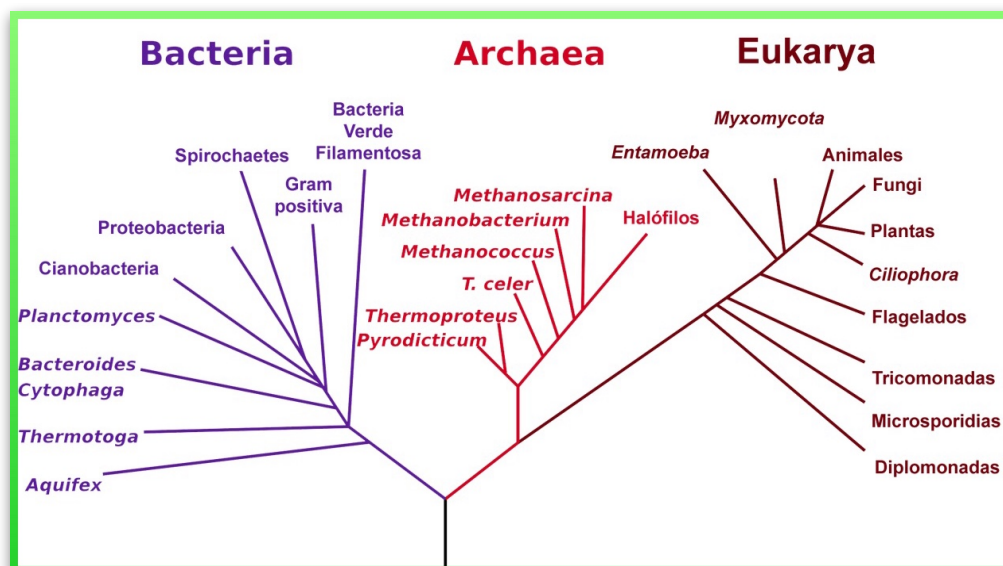 Bacteria
Archaea
Eukarya
Bacteria
Verde
Filamentosa
Spirochaetes
Gram
positiva
Proteobacteria
Cianobacteria
Planctomyces
Bacteroides
Cytophaga
Thermotoga
Aquifex
Methanosarcina
Methanobacterium
Halófilos
Methanococcus
T. celer
Thermoproteus
Pyrodicticum
Myxomycota
Entamoeba
Animales
Fungi
Plantas
Ciliophora
Flagelados
Tricomonadas
Microsporidias
Diplomonadas